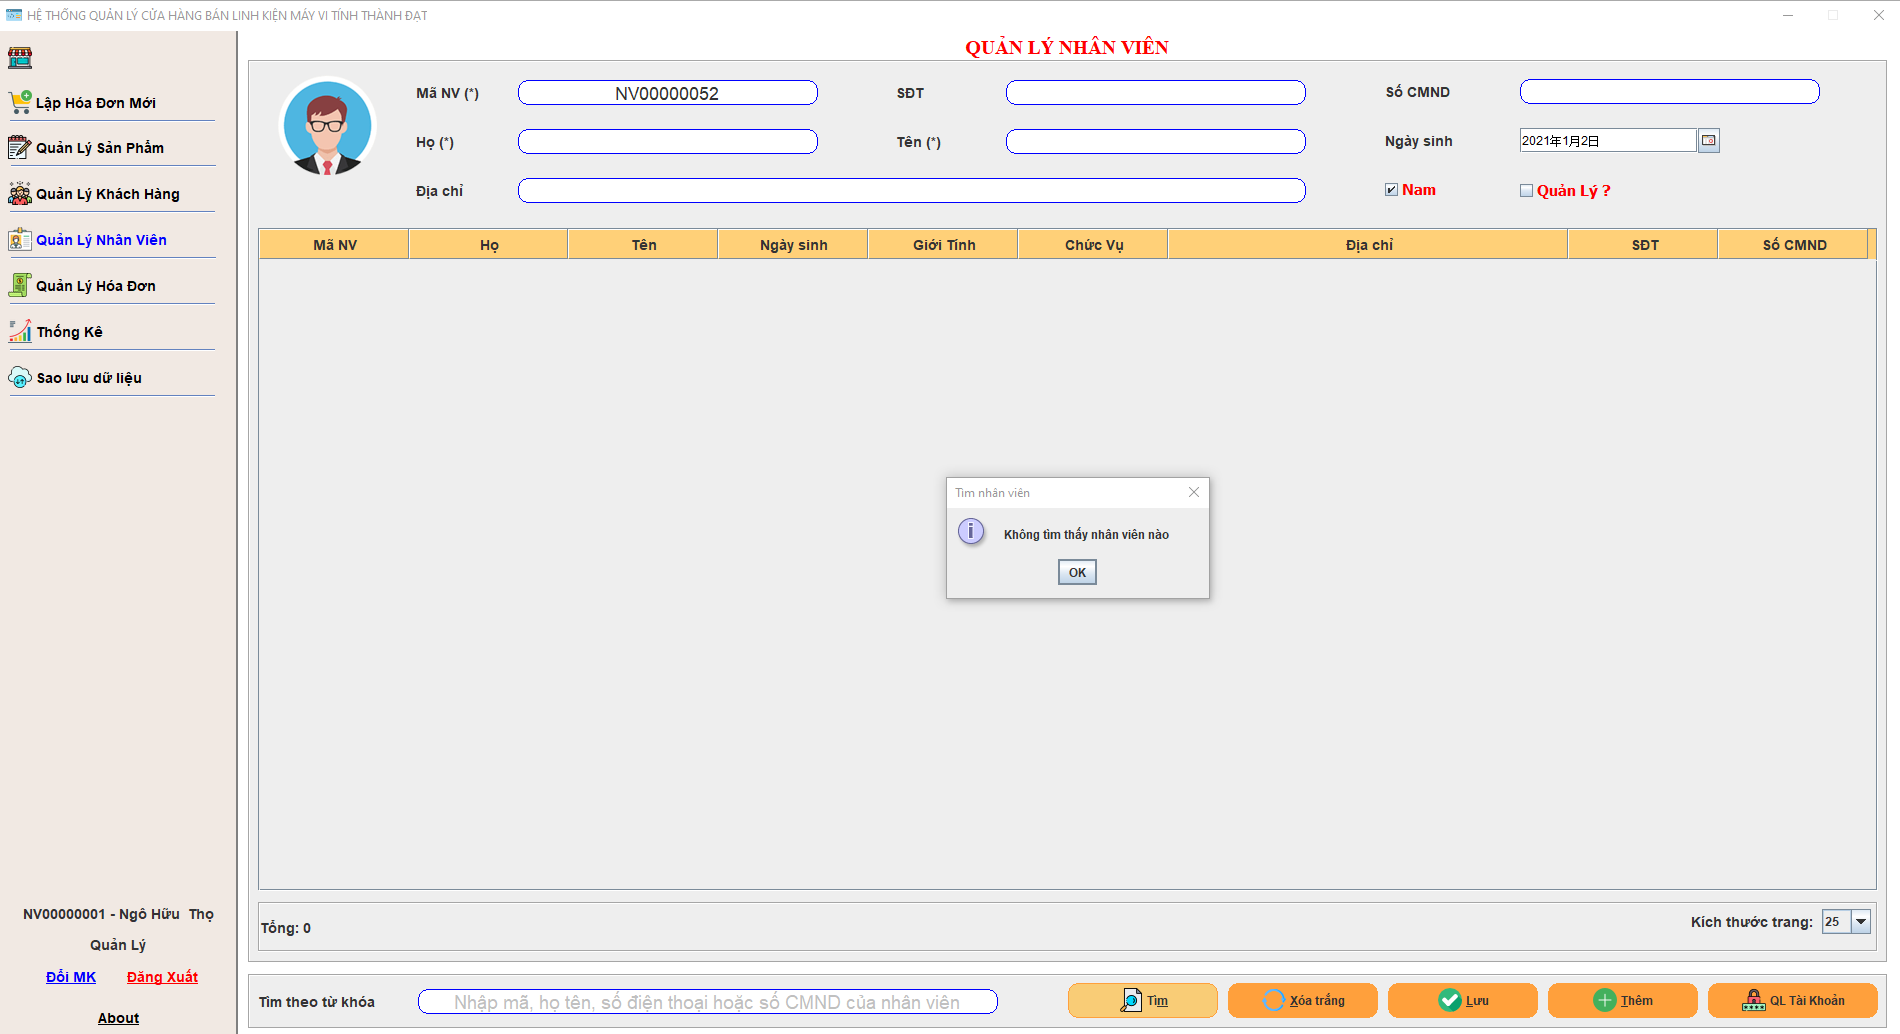 HỆ THỐNG QUẢN LÝ CỬA HÀNG BÁN LINH KIỆN MÁY VI TÍNH THÀNH ĐẠT
Lập Hóa Đơn Mới
Quản Lý Sản Phẩm
Quản Lý Khách Hàng
Quản Lý Nhân Viên
Quản Lý Hóa Đơn
Thống Kê
Sao lưu dữ liệu
NV00000001 - Ngô Hữu Thọ
Quản Lý
Đổi MK Đăng Xuất
About
QUẢN LÝ NHÂN VIÊN
Mã NV (*) NV00000052 SĐT Số CMND
Họ (*) Tên (*) Ngày sinh 2021年1月2日
Địa chỉ Nam Quản Lý ?
Mã NV Họ Tên Ngày sinh Giới Tính Chức Vụ Địa chỉ SĐT Số CMND
Tìm nhân viên
Không tìm thấy nhân viên nào
OK
Tổng: 0 Kích thước trang: 25
Tìm theo từ khóa Nhập mã, họ tên, số điện thoại hoặc số CMND của nhân viên Tìm Xóa trắng Lưu Thêm QL Tài Khoản